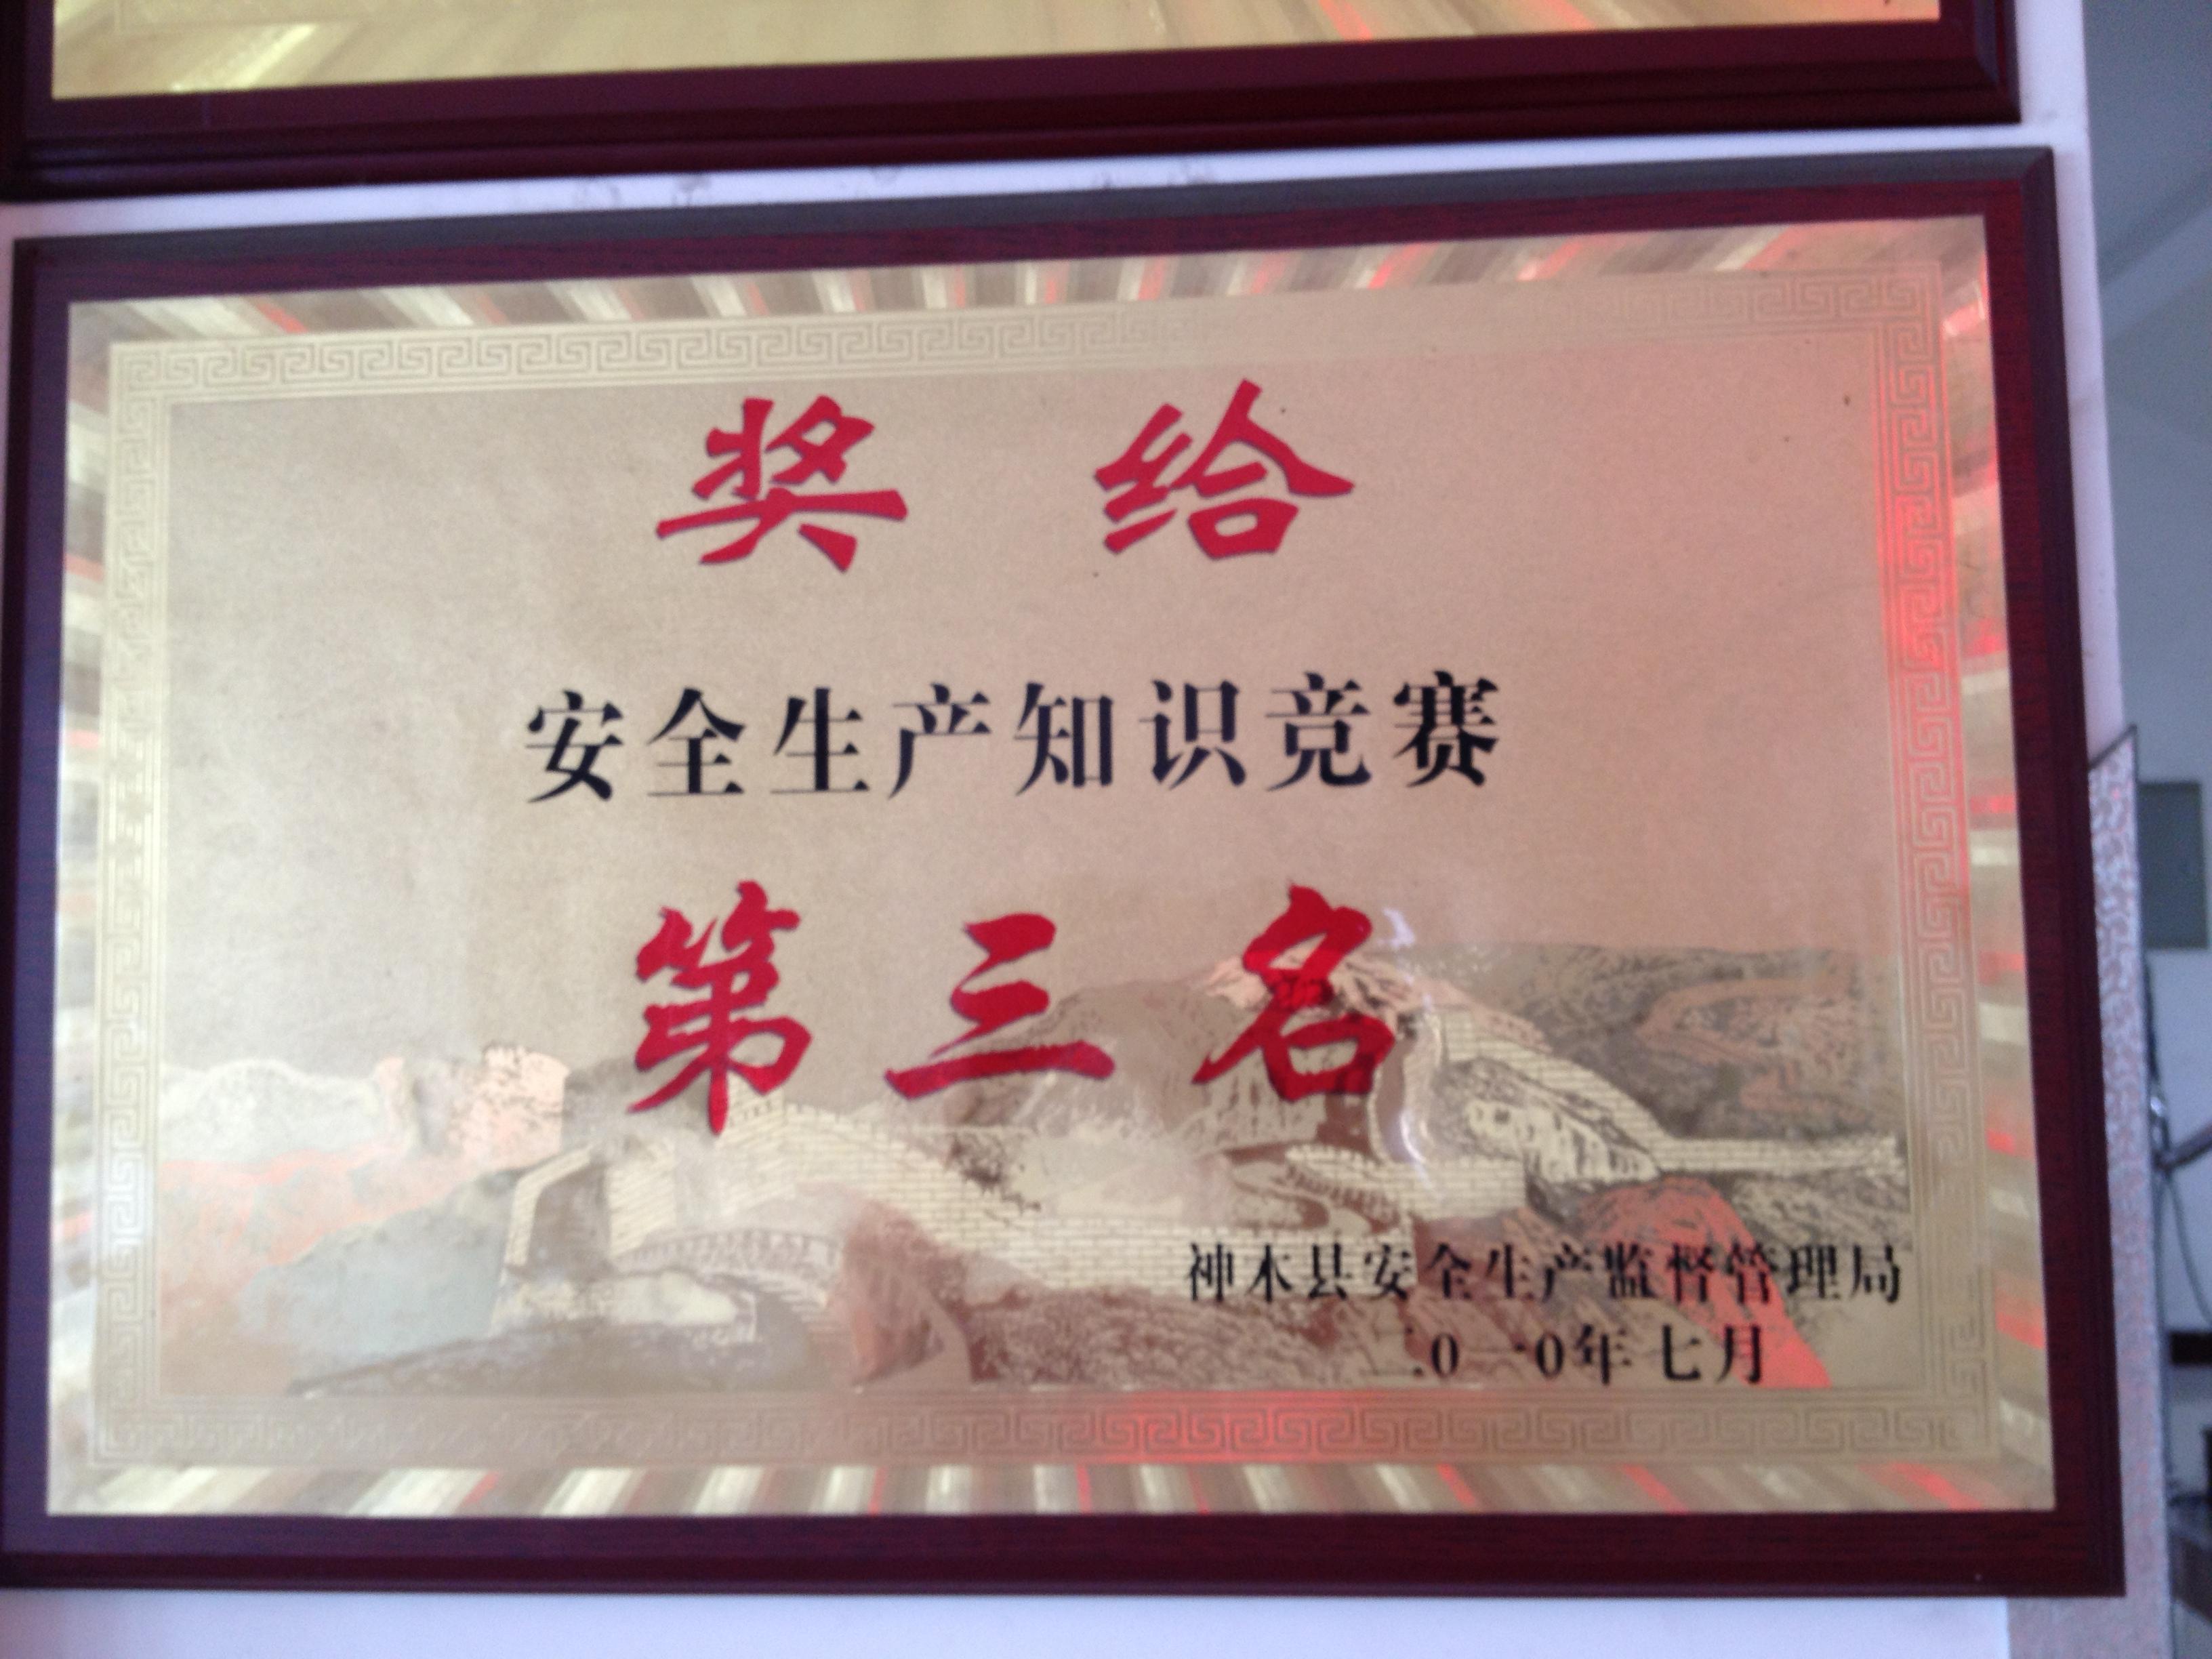 奖 给
安全生产知识竞赛
第三名
神木县安全生产监督管理局
二0一0年七月